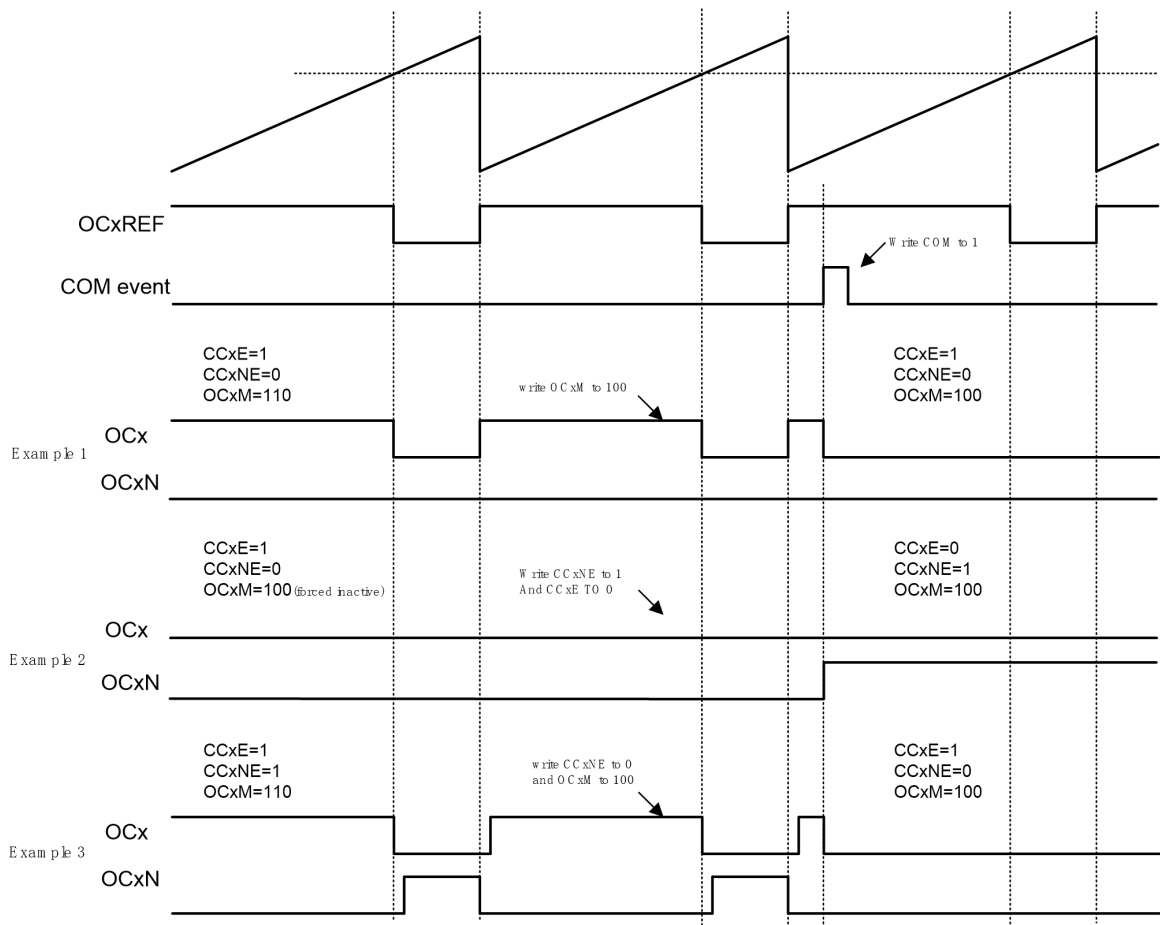 OCxREF
Write COM to 1
COM event
CCxE=1
CCxNE=0
OCxM=110
write OCxM to 100
CCxE=1
CCxNE=0
OCxM=100
OCx
Example 1
OCxN
CCxE=1
CCxNE=0
OCxM=100 (forced inactive)
Write CCxNE to 1
And CCxE TO 0
CCxE=0
CCxNE=1
OCxM=100
OCx
Example 2
OCxN
CCxE=1
CCxNE=1
OCxM=110
write CCxNE to 0
and OCxM to 100
CCxE=1
CCxNE=0
OCxM=100
OCx
Example 3
OCxN